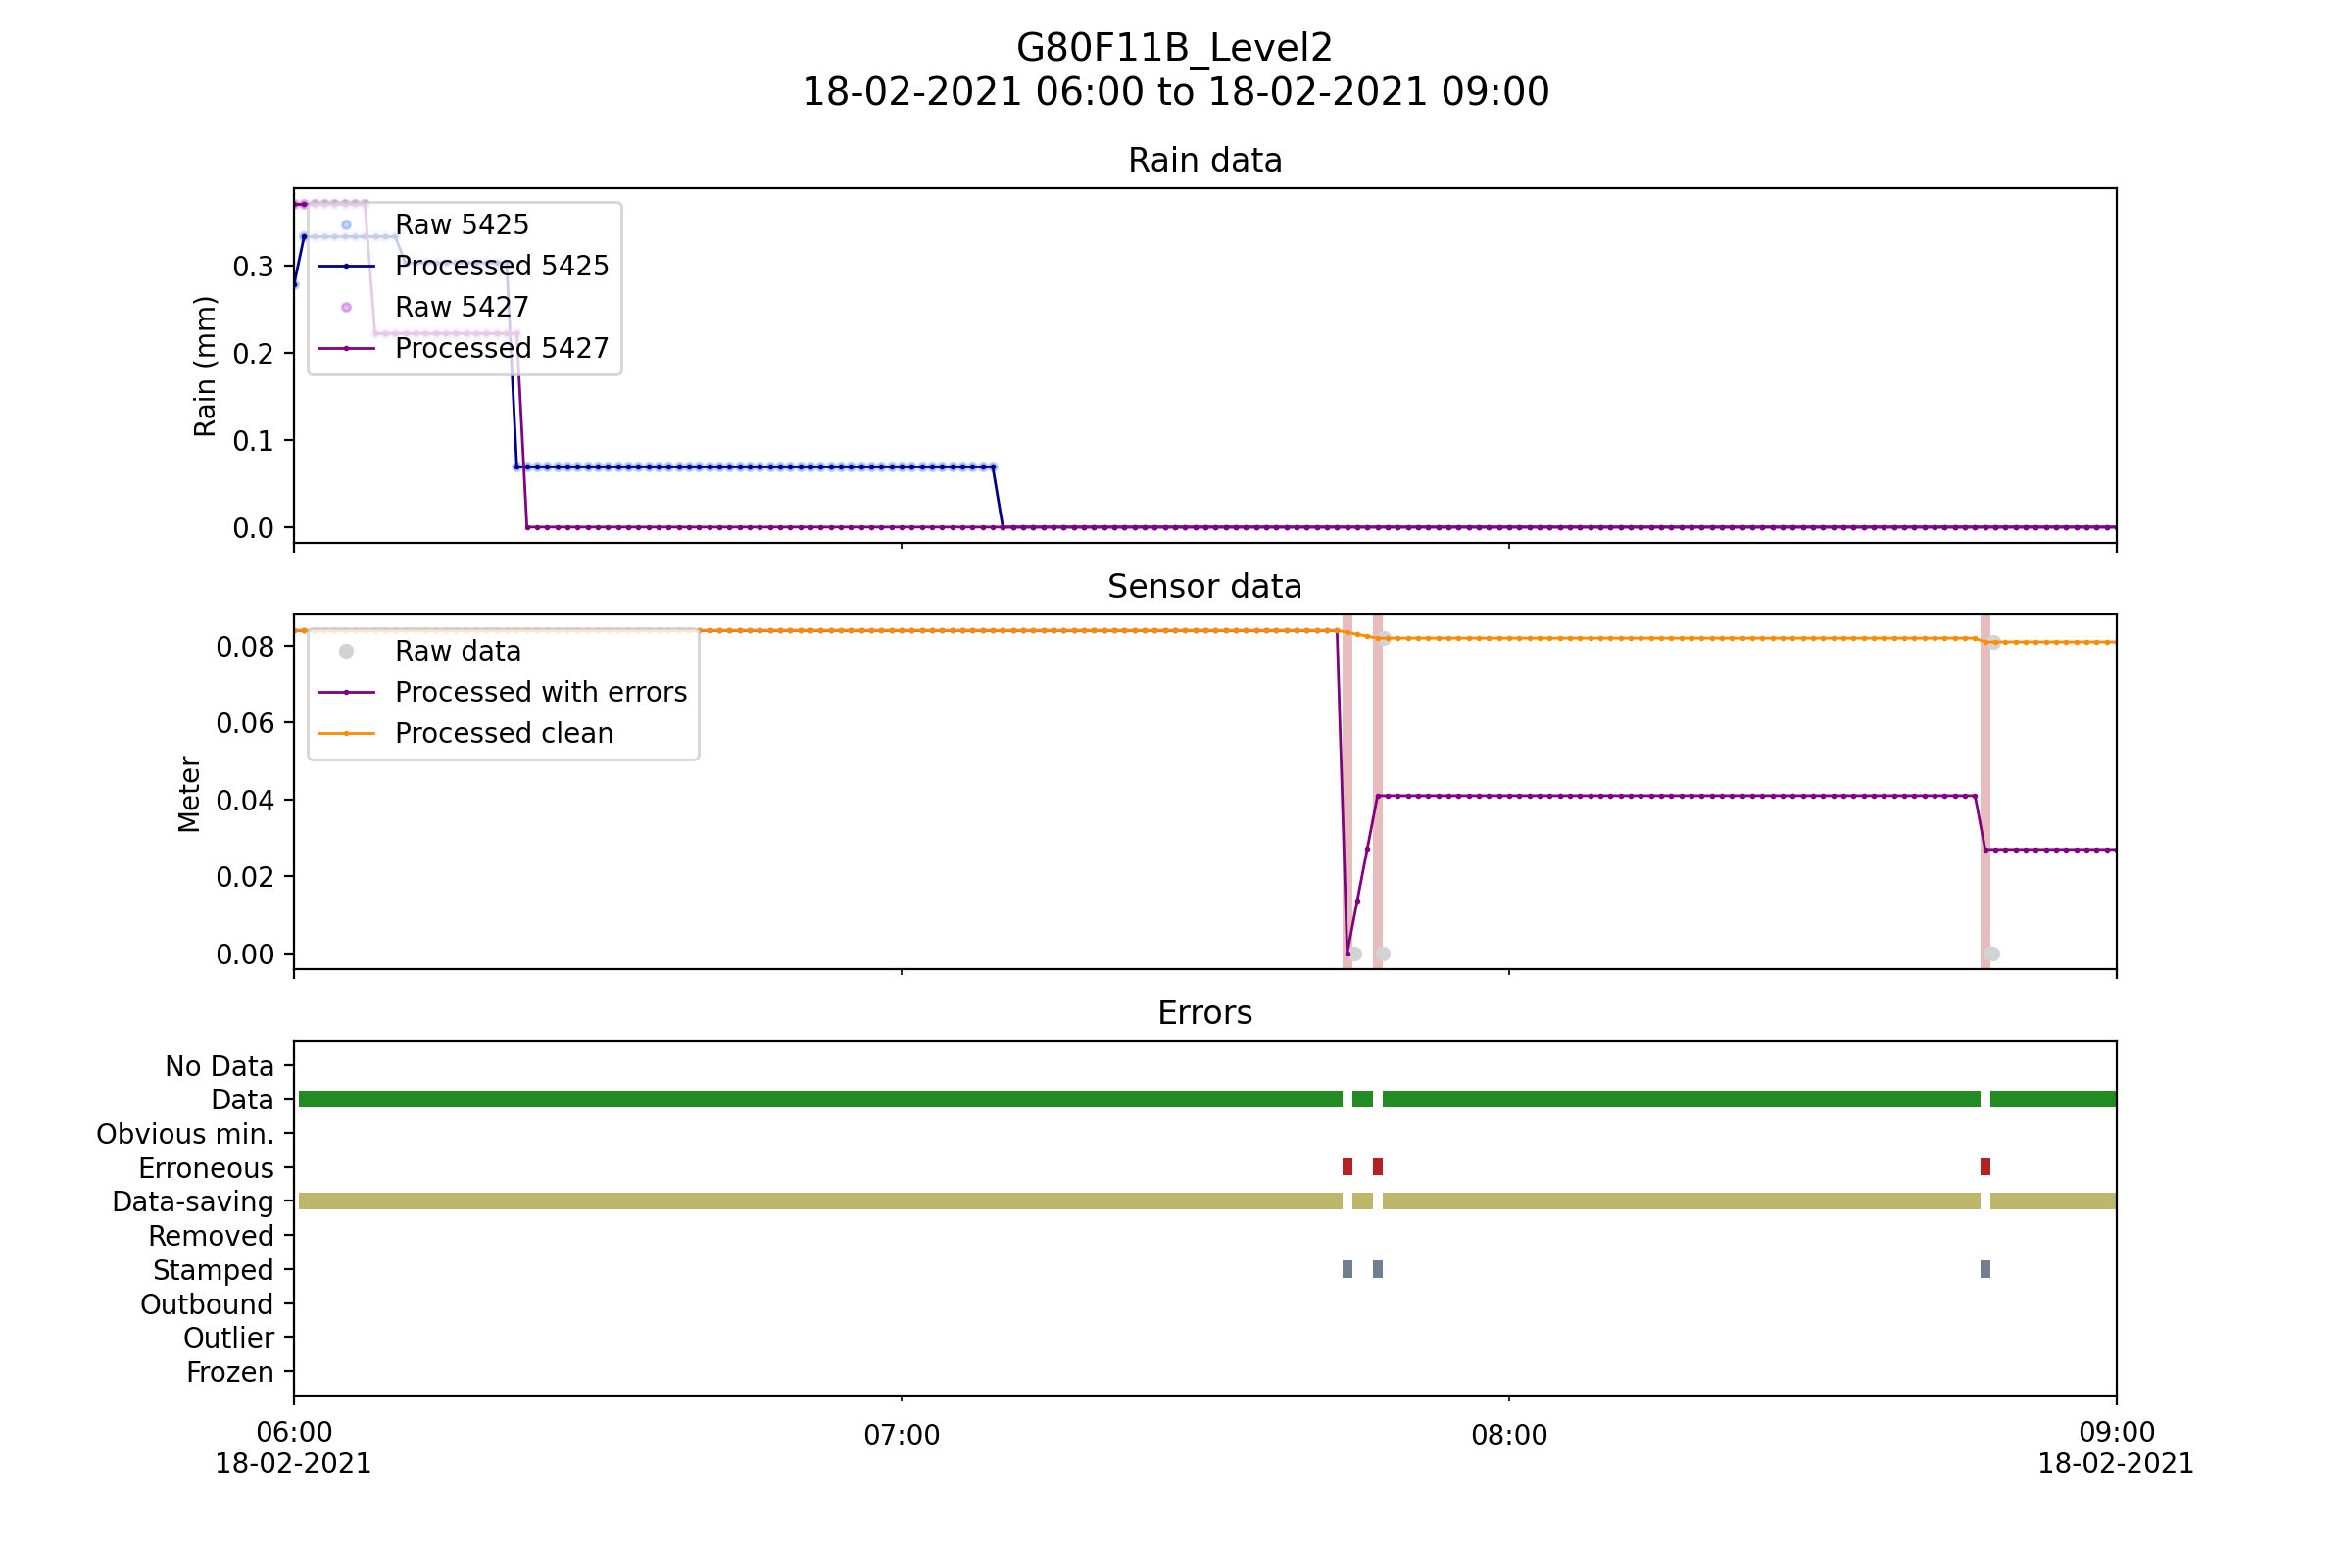 G80F11B_Level2
18-02-2021 06:00 to 18-02-2021 09:00
Rain data
Rain (mm)
0.3
0.2
0.1
0.0
Raw 5425
Processed 5425
Raw 5427
Processed 5427
Sensor data
Meter
0.08
0.06
0.04
0.02
0.00
Raw data
Processed with errors
Processed clean
Errors
No Data
Data
Obvious min.
Erroneous
Data-saving
Removed
Stamped
Outbound
Outlier
Frozen
06:00
18-02-2021
07:00
08:00
09:00
18-02-2021